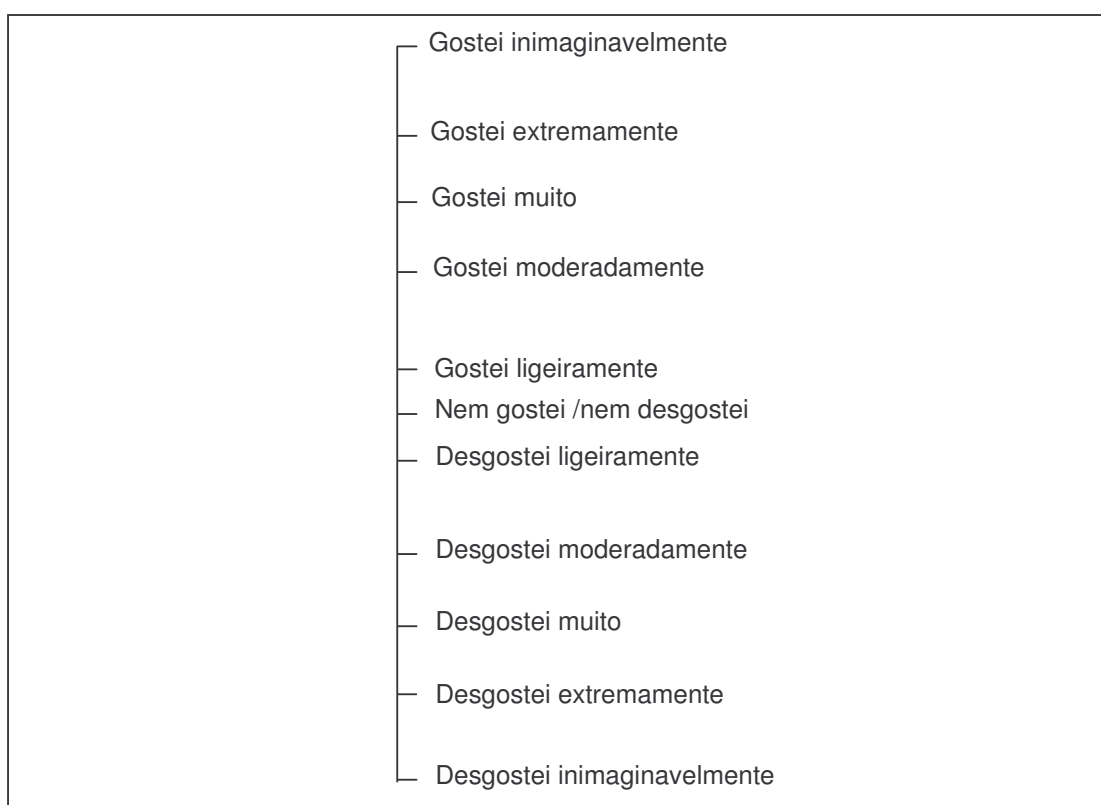 Gostei inimaginavelmente
Gostei extremamente
Gostei muito
Gostei moderadamente
Gostei ligeiramente
Nem gostei /nem desgostei
Desgostei ligeiramente
Desgostei moderadamente
Desgostei muito
Desgostei extremamente
Desgostei inimaginavelmente